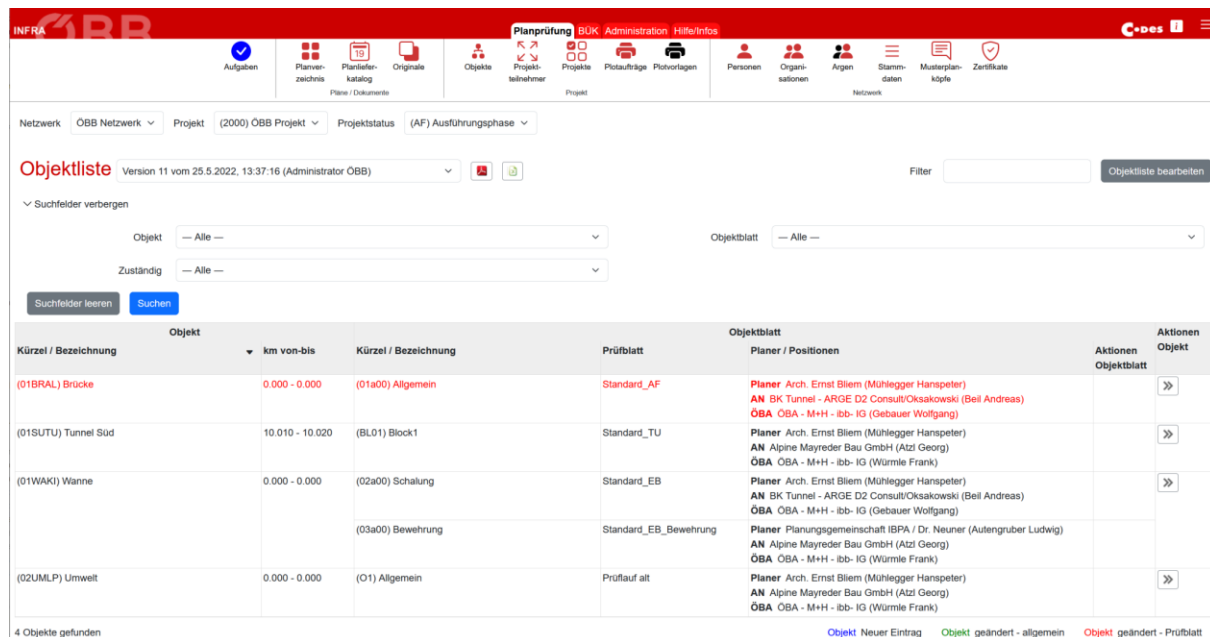 INFRA ÖBB
Planprüfung BÜK Administration Hilfe/Infos
CoDes i
Aufgaben
Planver-
zeichnis
19
Planliefer-
katalog
Originale
Pläne / Dokumente
Objekte
Projekt-
teilnehmer
Projekte
Plotaufträge
Plotvorlagen
Projekt
Personen
Organi-
sationen
Argen
Stamm-
daten
Musterplan-
köpfe
Zertifikate
Netzwerk
Netzwerk ÖBB Netzwerk Projekt (2000) ÖBB Projekt Projektstatus (AF) Ausführungsphase
Objektliste Version 11 vom 25.5.2022, 13:37:16 (Administrator ÖBB) Filter Objektliste bearbeiten
Suchfelder verbergen
Objekt — Alle — Objektblatt — Alle —
Zuständig — Alle —
Suchfelder leeren Suchen
Objekt Objektblatt Aktionen
Objekt
Kürzel / Bezeichnung km von-bis Kürzel / Bezeichnung Prüfblatt Planer / Positionen Aktionen
Objektblatt
(01BRAL) Brücke 0.000 - 0.000 (01a00) Allgemein Standard_AF Planer Arch. Ernst Bliem (Mühlegger Hanspeter)
AN BK Tunnel - ARGE D2 Consult/Oksakowski (Beil Andreas)
ÖBA ÖBA - M+H - ibb- IG (Gebauer Wolfgang)
(01SUTU) Tunnel Süd 10.010 - 10.020 (BL01) Block1 Standard_TU Planer Arch. Ernst Bliem (Mühlegger Hanspeter)
AN Alpine Mayreder Bau GmbH (Atzl Georg)
ÖBA ÖBA - M+H - ibb- IG (Würmle Frank)
(01WAKI) Wanne 0.000 - 0.000 (02a00) Schalung Standard_EB Planer Arch. Ernst Bliem (Mühlegger Hanspeter)
AN BK Tunnel - ARGE D2 Consult/Oksakowski (Beil Andreas)
ÖBA ÖBA - M+H - ibb- IG (Gebauer Wolfgang)
(03a00) Bewehrung Standard_EB_Bewehrung Planer Planungsgemeinschaft IBPA / Dr. Neuner (Autengruber Ludwig)
AN Alpine Mayreder Bau GmbH (Atzl Georg)
ÖBA ÖBA - M+H - ibb- IG (Würmle Frank)
(02UMLP) Umwelt 0.000 - 0.000 (O1) Allgemein Prüflauf alt Planer Arch. Ernst Bliem (Mühlegger Hanspeter)
AN Alpine Mayreder Bau GmbH (Atzl Georg)
ÖBA ÖBA - M+H - ibb- IG (Würmle Frank)
4 Objekte gefunden Objekt Neuer Eintrag Objekt geändert - allgemein Objekt geändert - Prüfblatt